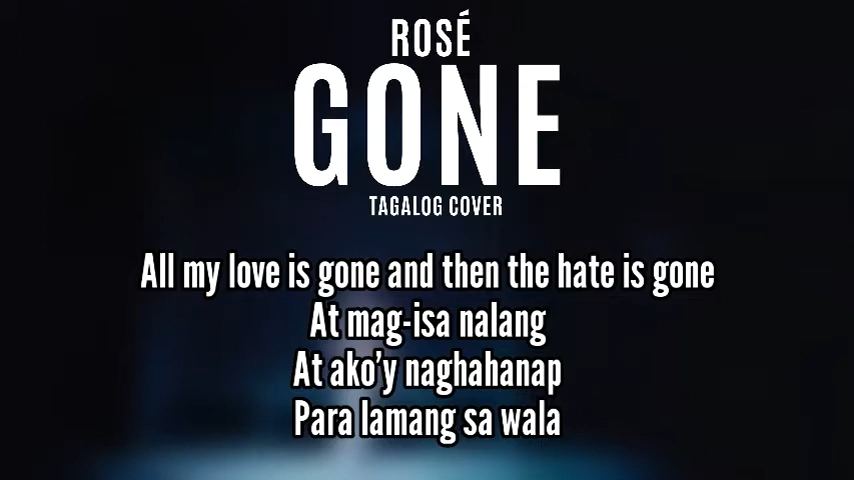 ROSÉ
GONE
TAGALOG COVER
All my love is gone and then the hate is gone
At mag-isa nalang
At ako’y naghahanap
Para lamang sa wala